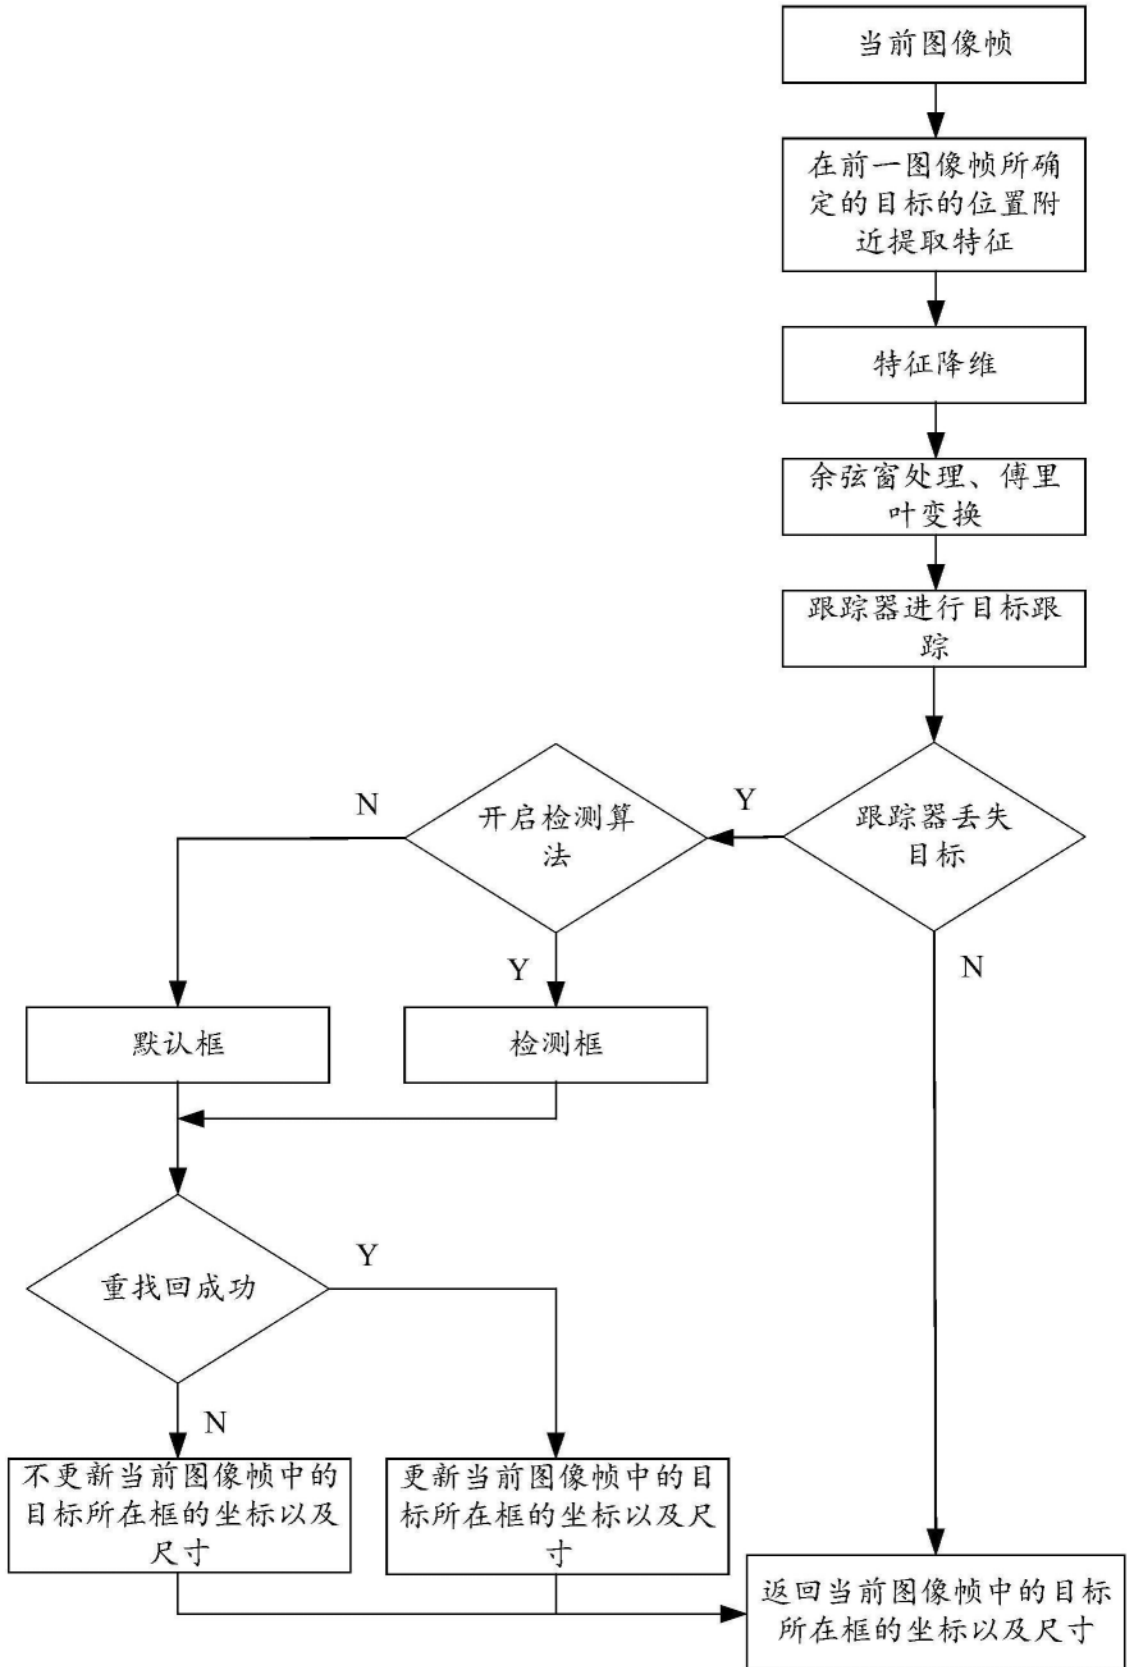 当前图像帧
在前一图像帧所确
定的目标的位置附
近提取特征
特征降维
余弦窗处理、傅里
叶变换
跟踪器进行目标跟
踪
跟踪器丢失
目标
Y
N
开启检测算
法
N
Y
默认框
检测框
重找回成功
Y
N
不更新当前图像帧中的
目标所在框的坐标以及
尺寸
更新当前图像帧中的目
标所在框的坐标以及尺
寸
返回当前图像帧中的目标
所在框的坐标以及尺寸